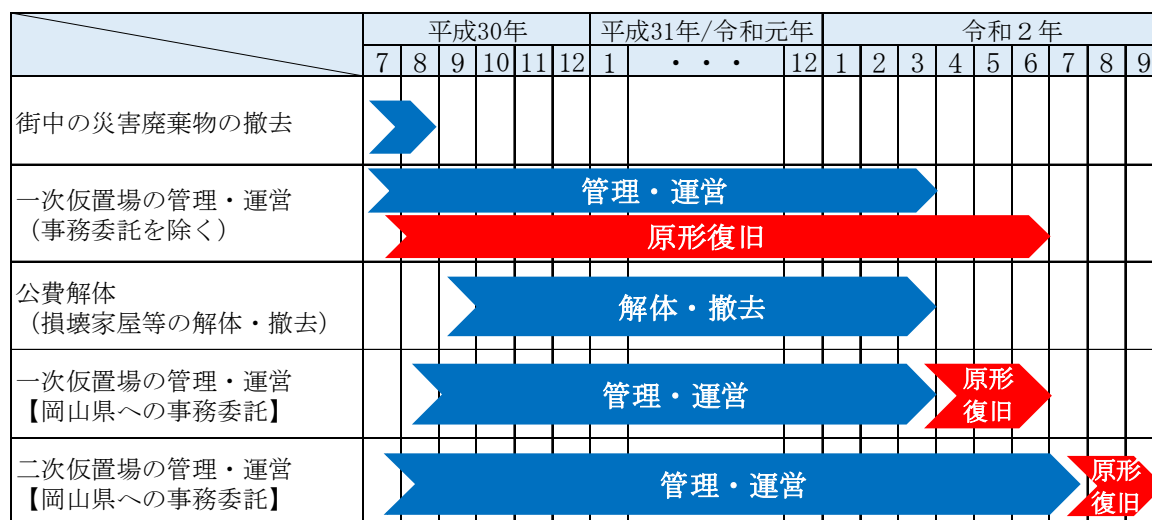 平成30年 平成31年/令和元年 令和２年
7 8 9 10 11 12 1 ・・・ 12 1 2 3 4 5 6 7 8 9
街中の災害廃棄物の撤去
一次仮置場の管理・運営
（事務委託を除く）
管理・運営
原形復旧
公費解体
（損壊家屋等の解体・撤去）
解体・撤去
一次仮置場の管理・運営
【岡山県への事務委託】
管理・運営
原形
復旧
二次仮置場の管理・運営
【岡山県への事務委託】
管理・運営
原形
復旧